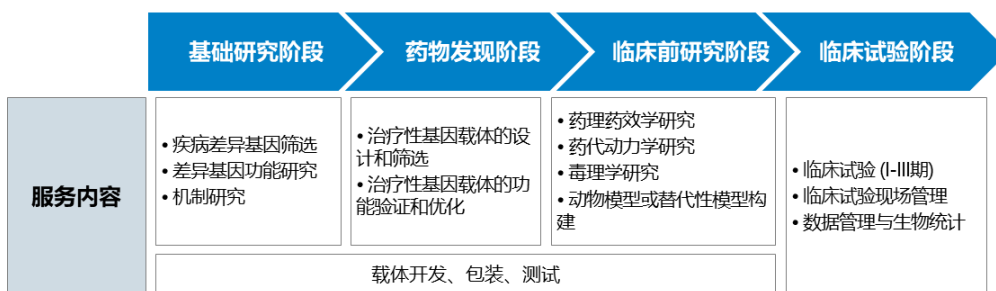 基础研究阶段
药物发现阶段
临床前研究阶段
临床试验阶段
服务内容
• 疾病差异基因筛选
• 差异基因功能研究
• 机制研究
• 治疗性基因载体的设
计和筛选
• 治疗性基因载体的功
能验证和优化
• 药理药效学研究
• 药代动力学研究
• 毒理学研究
• 动物模型或替代性模型构
建
• 临床试验 (I-III期)
• 临床试验现场管理
• 数据管理与生物统计
载体开发、包装、测试